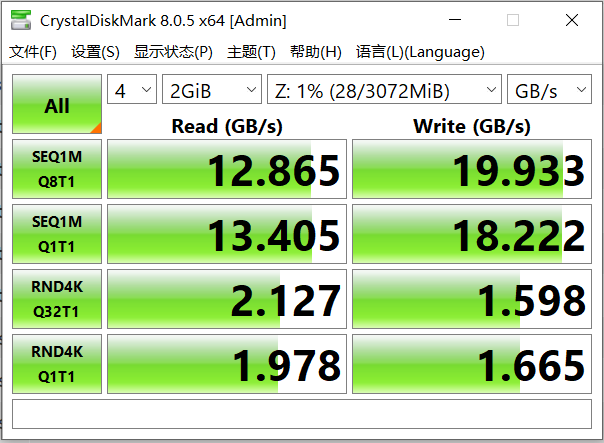 CrystalDiskMark 8.0.5 x64 [Admin]
文件(F) 设置(S) 显示状态(P) 主题(T) 帮助(H) 语言(L)(Language)
All 4 2GiB Z: 1% (28/3072MiB) GB/s
Read (GB/s) Write (GB/s)
SEQ1M
Q8T1 12.865 19.933
SEQ1M
Q1T1 13.405 18.222
RND4K
Q32T1 2.127 1.598
RND4K
Q1T1 1.978 1.665